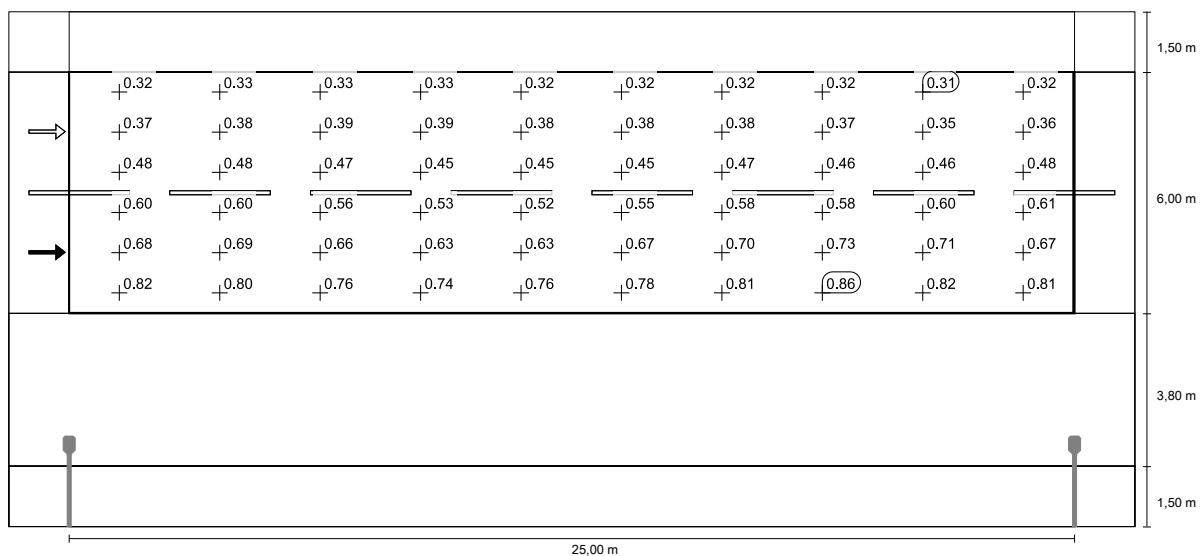 1,50 m
0.32 0.33 0.33 0.33 0.32 0.32 0.32 0.32 0.31 0.32
0.37 0.38 0.39 0.39 0.38 0.38 0.38 0.37 0.35 0.36
0.48 0.48 0.47 0.45 0.45 0.45 0.47 0.46 0.46 0.48
6,00 m
0.60 0.60 0.56 0.53 0.52 0.55 0.58 0.58 0.60 0.61
0.68 0.69 0.66 0.63 0.63 0.67 0.70 0.73 0.71 0.67
0.82 0.80 0.76 0.74 0.76 0.78 0.81 0.86 0.82 0.81
3,80 m
1,50 m
25,00 m